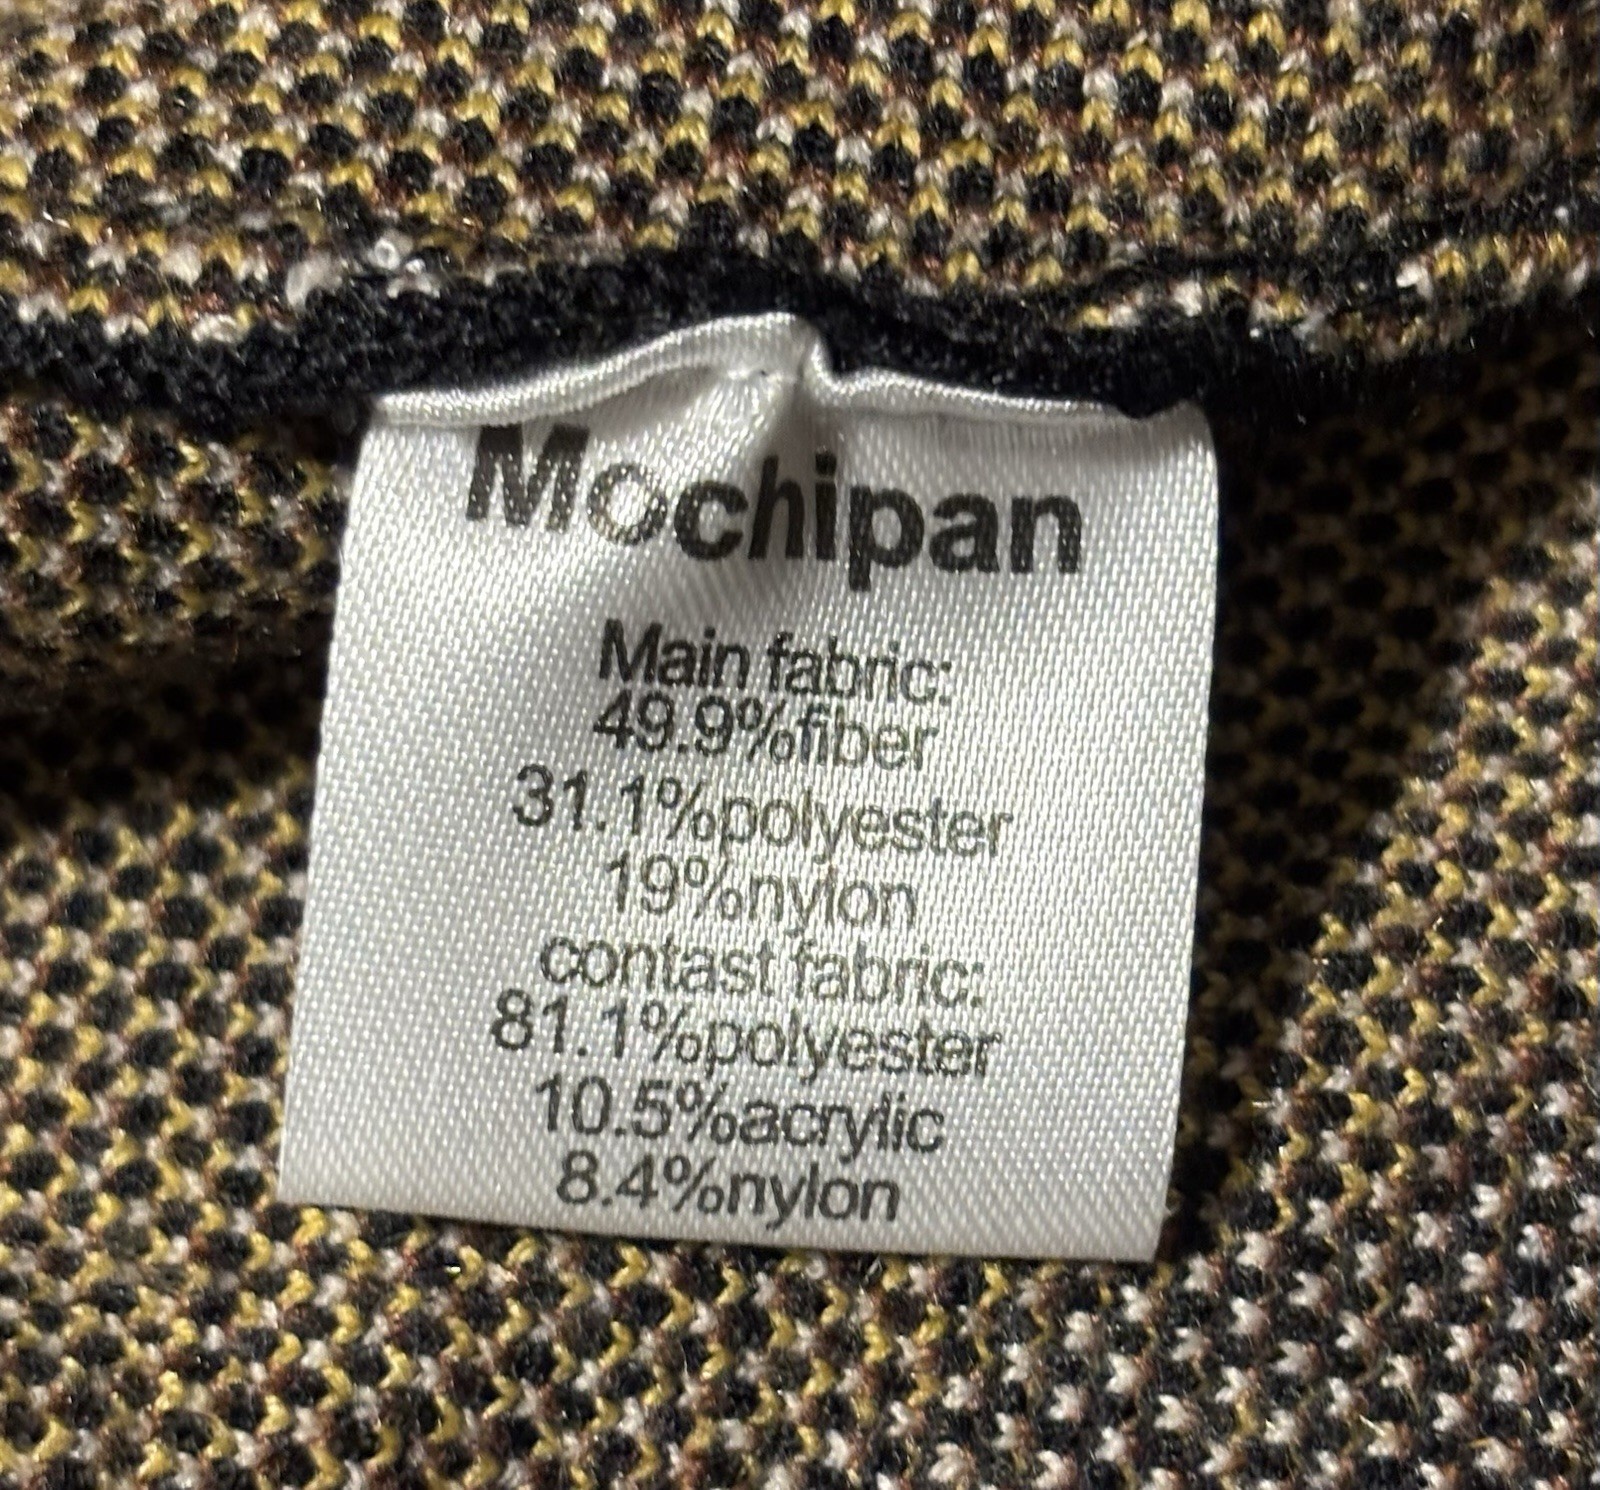 Mochipan
Main fabric:
49.9%fiber
31.1%polyester
19%nylon
contast fabric:
81.1%polyester
10.5%acrylic
8.4%nylon